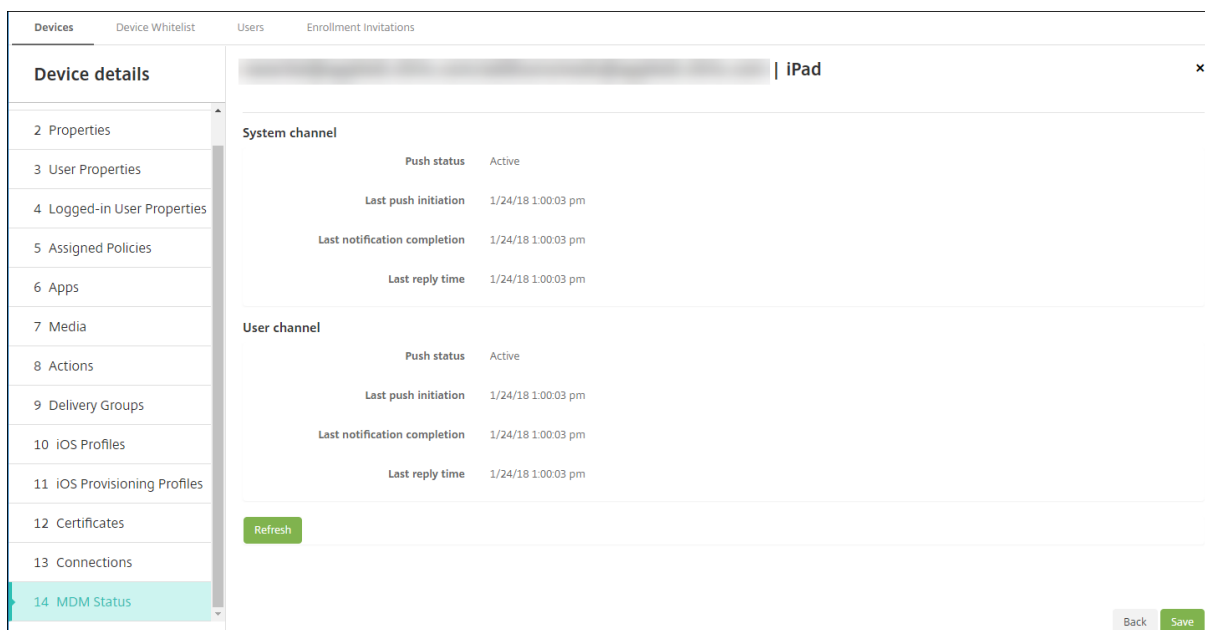 Devices Device Whitelist Users Enrollment Invitations
Device details
| iPad
×
2 Properties
3 User Properties
4 Logged-in User Properties
5 Assigned Policies
6 Apps
7 Media
8 Actions
9 Delivery Groups
10 iOS Profiles
11 iOS Provisioning Profiles
12 Certificates
13 Connections
14 MDM Status
System channel
Push status Active
Last push initiation 1/24/18 1:00:03 pm
Last notification completion 1/24/18 1:00:03 pm
Last reply time 1/24/18 1:00:03 pm
User channel
Push status Active
Last push initiation 1/24/18 1:00:03 pm
Last notification completion 1/24/18 1:00:03 pm
Last reply time 1/24/18 1:00:03 pm
Refresh
Back Save